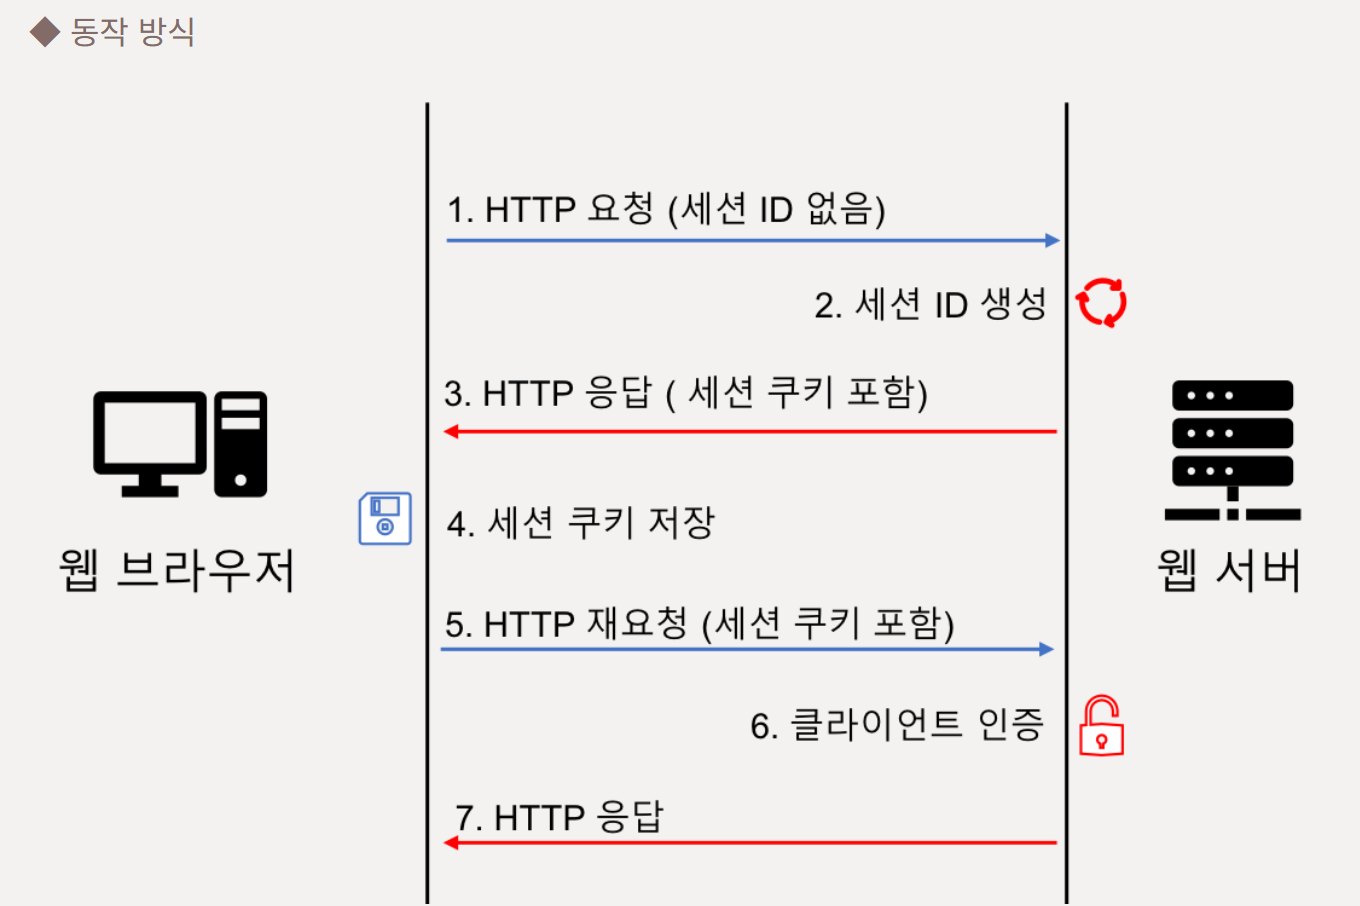 ◆ 동작 방식
1. HTTP 요청 (세션 ID 없음)
2. 세션 ID 생성
3. HTTP 응답 ( 세션 쿠키 포함)
4. 세션 쿠키 저장
웹 브라우저
웹 서버
5. HTTP 재요청 (세션 쿠키 포함)
6. 클라이언트 인증
7. HTTP 응답